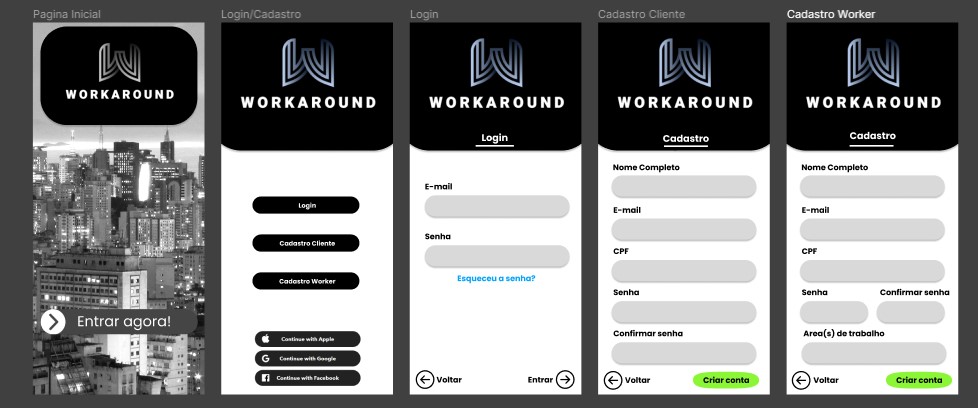 Pagina Inicial
WORKAROUND
Entrar agora!
Login/Cadastro
WORKAROUND
Login
Cadastro Cliente
Cadastro Worker
Continue with Apple
Continue with Google
Continue with Facebook
Login
WORKAROUND
Login
E-mail
Senha
Esqueceu a senha?
Voltar
Entrar
Cadastro Cliente
WORKAROUND
Cadastro
Nome Completo
E-mail
CPF
Senha
Confirmar senha
Voltar
Criar conta
Cadastro Worker
WORKAROUND
Cadastro
Nome Completo
E-mail
CPF
Senha Confirmar senha
Area(s) de trabalho
Voltar
Criar conta